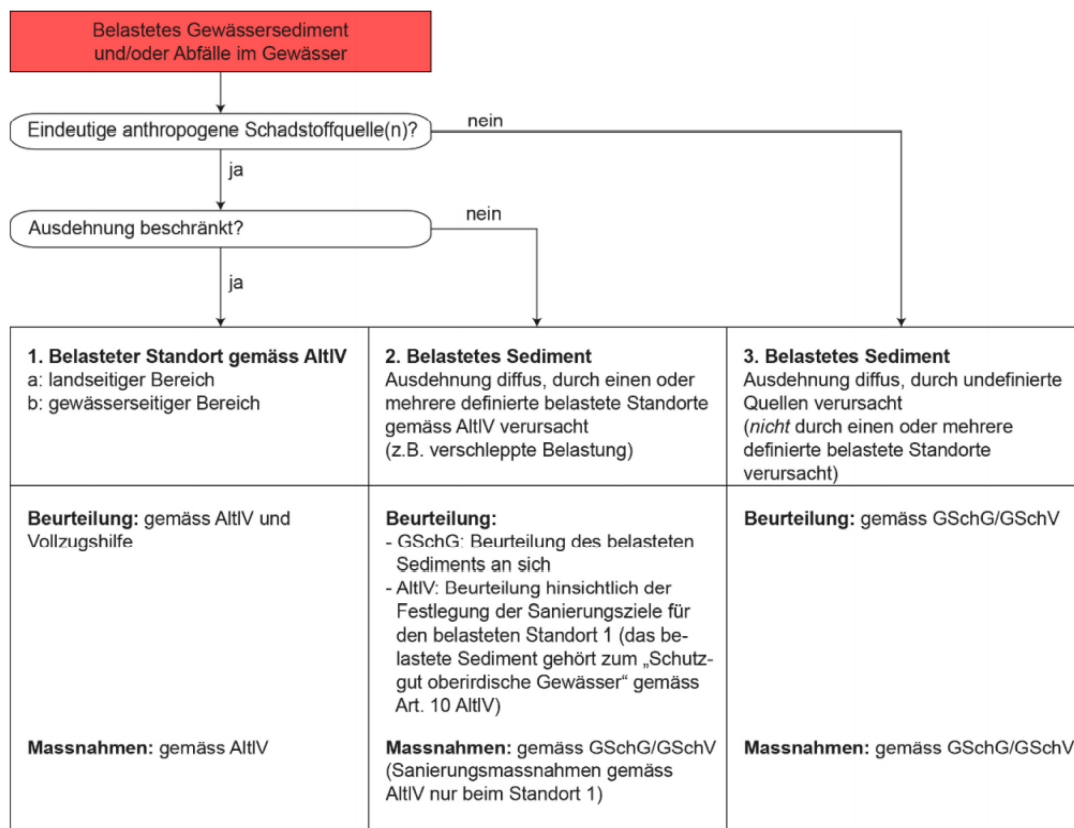 Belastetes Gewässersediment
und/oder Abfälle im Gewässer
Eindeutige anthropogene Schadstoffquelle(n)?
nein
ja
Ausdehnung beschränkt?
nein
ja
1. Belasteter Standort gemäss AltlV
a: landseitiger Bereich
b: gewässerseitiger Bereich
2. Belastetes Sediment
Ausdehnung diffus, durch einen oder
mehrere definierte belastete Standorte
gemäss AltlV verursacht
(z.B. verschleppte Belastung)
3. Belastetes Sediment
Ausdehnung diffus, durch undefinierte
Quellen verursacht
(nicht durch einen oder mehrere
definierte belastete Standorte
verursacht)
Beurteilung: gemäss AltlV und
Vollzugshilfe
Beurteilung:
- GSchG: Beurteilung des belasteten
Sediments an sich
- AltlV: Beurteilung hinsichtlich der
Festlegung der Sanierungsziele für
den belasteten Standort 1 (das be-
lastete Sediment gehört zum „Schutz-
gut oberirdische Gewässer“ gemäss
Art. 10 AltlV)
Beurteilung: gemäss GSchG/GSchV
Massnahmen: gemäss AltlV
Massnahmen: gemäss GSchG/GSchV
(Sanierungsmassnahmen gemäss
AltlV nur beim Standort 1)
Massnahmen: gemäss GSchG/GSchV